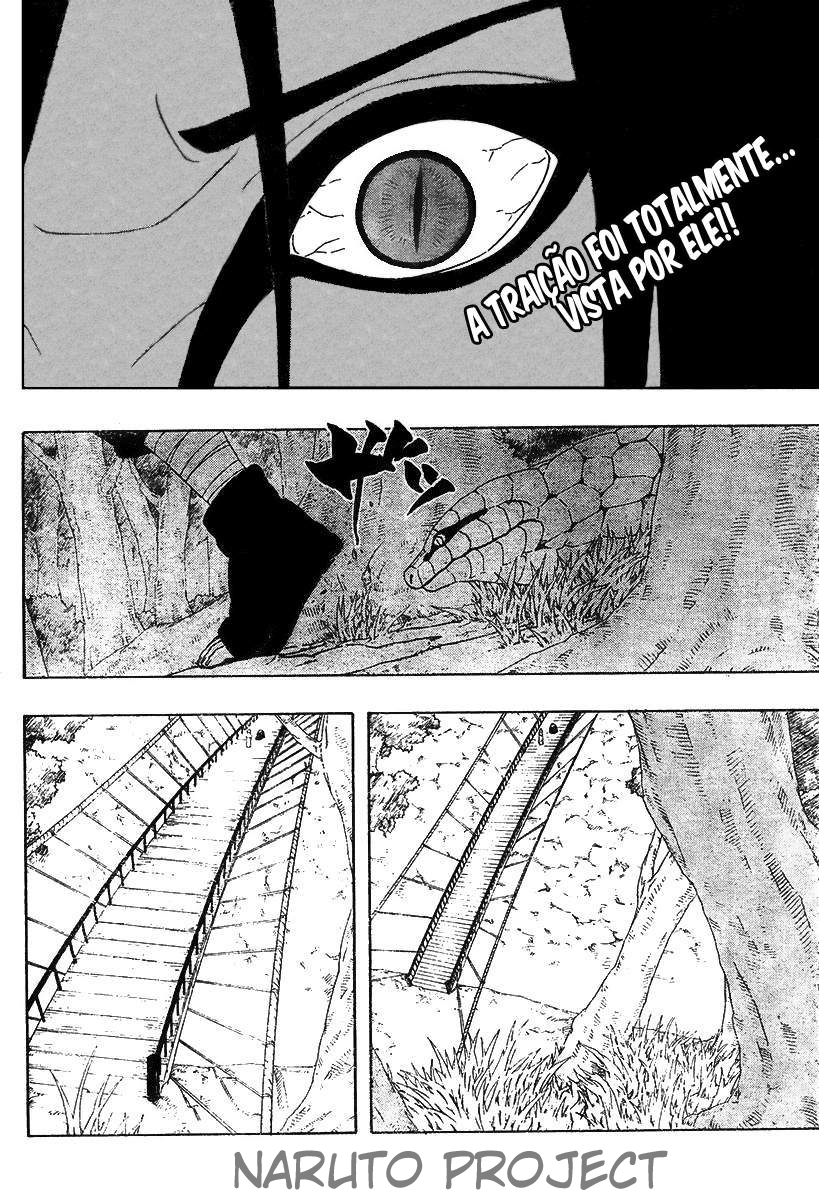 A TRAIÇÃO FOI TOTALMENTE...
VISTA POR ELE!!
ザッ
NARUTO PROJECT